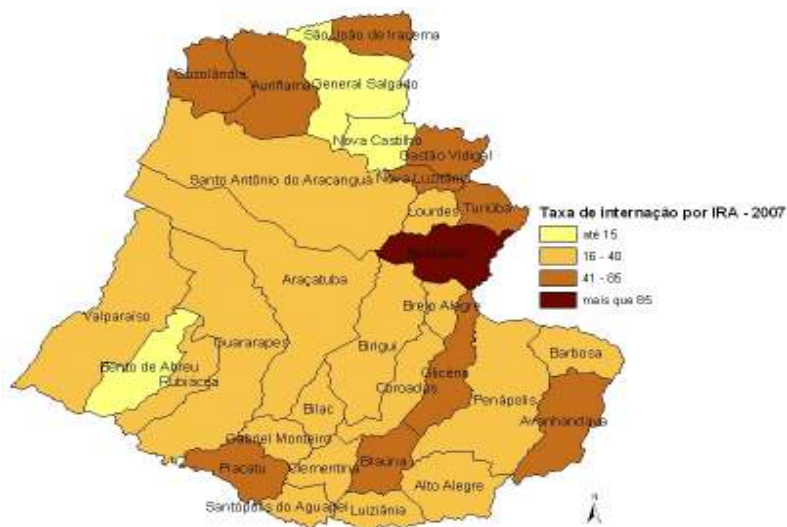 São João de Iracema
Guzolândia
Auriflama
General Salgado
Nova Castilho
Gastão Vidigal
Nova Luzitânia
Santo Antônio do Aracanguá
Lourdes
Turiúba
Taxa de internação por IRA - 2007
até 15
16 - 40
41 - 85
mais que 85
Araçatuba
Brejo Alegre
Valparaíso
Guararapes
Birigui
Bento de Abreu
Rubiácea
Coroados
Glicério
Barbosa
Penápolis
Bilac
Avanhandava
Gabriel Monteiro
Piacatu
Clementina
Braúna
Alto Alegre
Santópolis do Aguapeí
Luiziânia
N